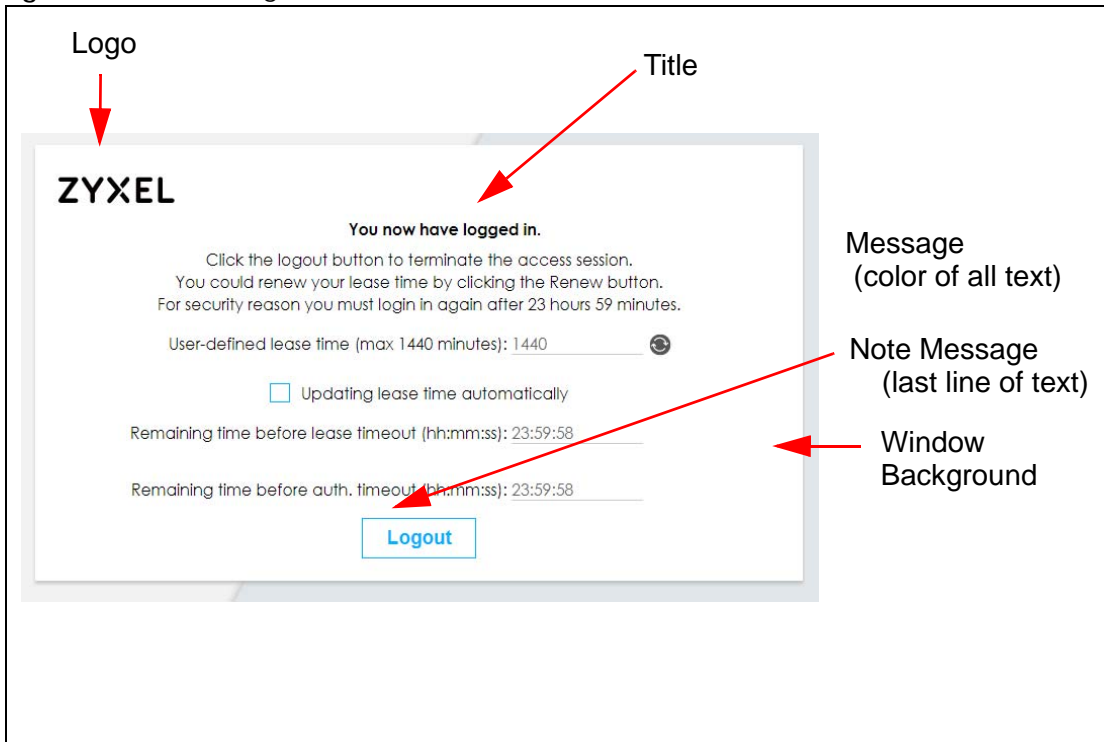 Logo
Title
ZYXEL
You now have logged in.
Click the logout button to terminate the access session.
You could renew your lease time by clicking the Renew button.
For security reason you must login in again after 23 hours 59 minutes.
Message
(color of all text)
User-defined lease time (max 1440 minutes): 1440
Note Message
(last line of text)
Updating lease time automatically
Remaining time before lease timeout (hh:mm:ss): 23:59:58
Window
Background
Remaining time before auth. timeout (hh:mm:ss): 23:59:58
Logout